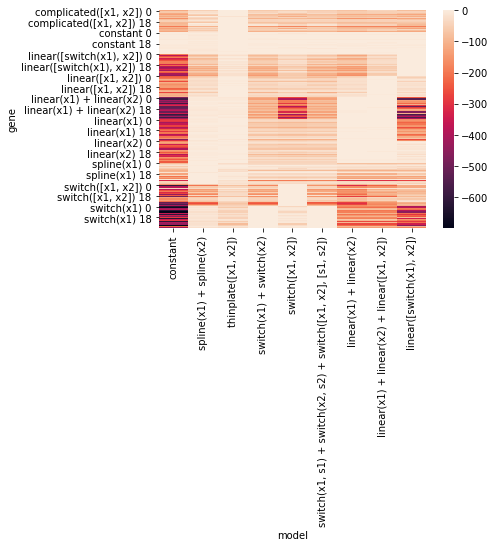 complicated([x1, x2]) 0
complicated([x1, x2]) 18
constant 0
constant 18
linear([switch(x1), x2]) 0
linear([switch(x1), x2]) 18
linear([x1, x2]) 0
linear([x1, x2]) 18
linear(x1) + linear(x2) 0
linear(x1) + linear(x2) 18
linear(x1) 0
linear(x1) 18
linear(x2) 0
linear(x2) 18
spline(x1) 0
spline(x1) 18
switch([x1, x2]) 0
switch([x1, x2]) 18
switch(x1) 0
switch(x1) 18
gene
0
−100
−200
−300
−400
−500
−600
constant
spline(x1) + spline(x2)
thinplate([x1, x2])
switch(x1) + switch(x2)
switch([x1, x2])
switch(x1, s1) + switch(x2, s2) + switch([x1, x2], [s1, s2])
linear(x1) + linear(x2)
linear(x1) + linear(x2) + linear([x1, x2])
linear([switch(x1), x2])
model